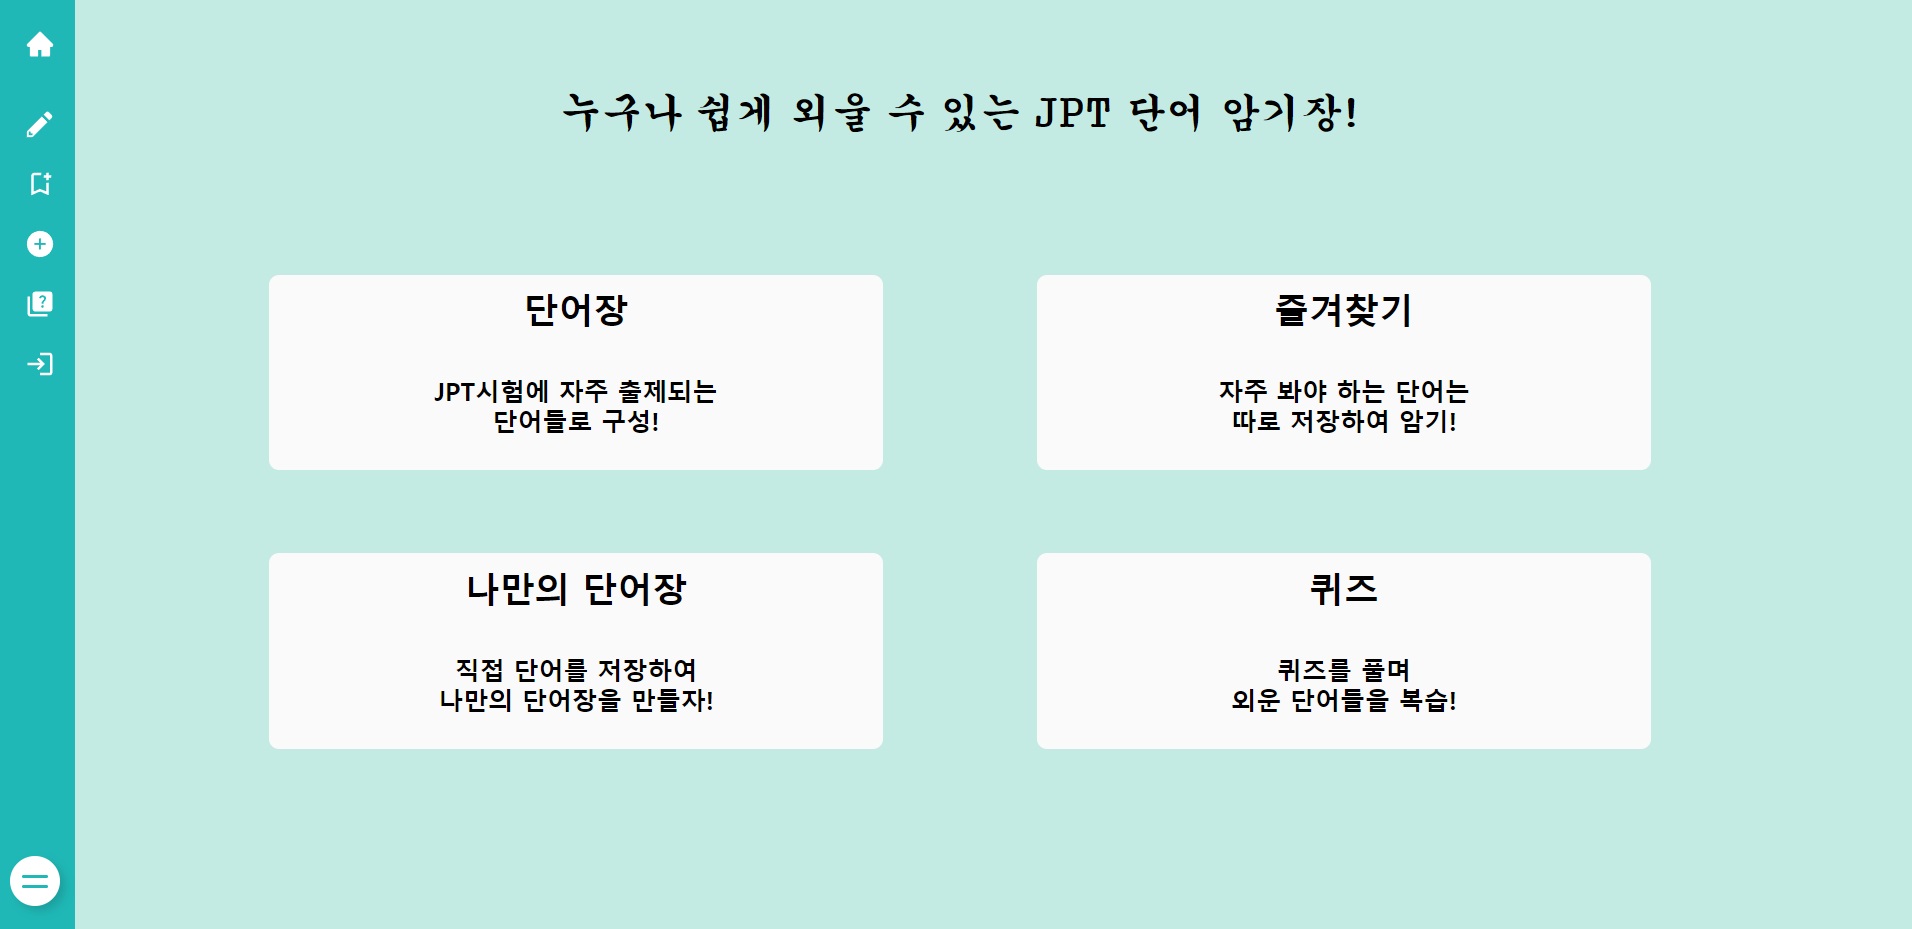 누구나 쉽게 외울 수 있는 JPT 단어 암기장!
단어장
JPT시험에 자주 출제되는
단어들로 구성!
즐겨찾기
자주 봐야 하는 단어는
따로 저장하여 암기!
나만의 단어장
직접 단어를 저장하여
나만의 단어장을 만들자!
퀴즈
퀴즈를 풀며
외운 단어들을 복습!